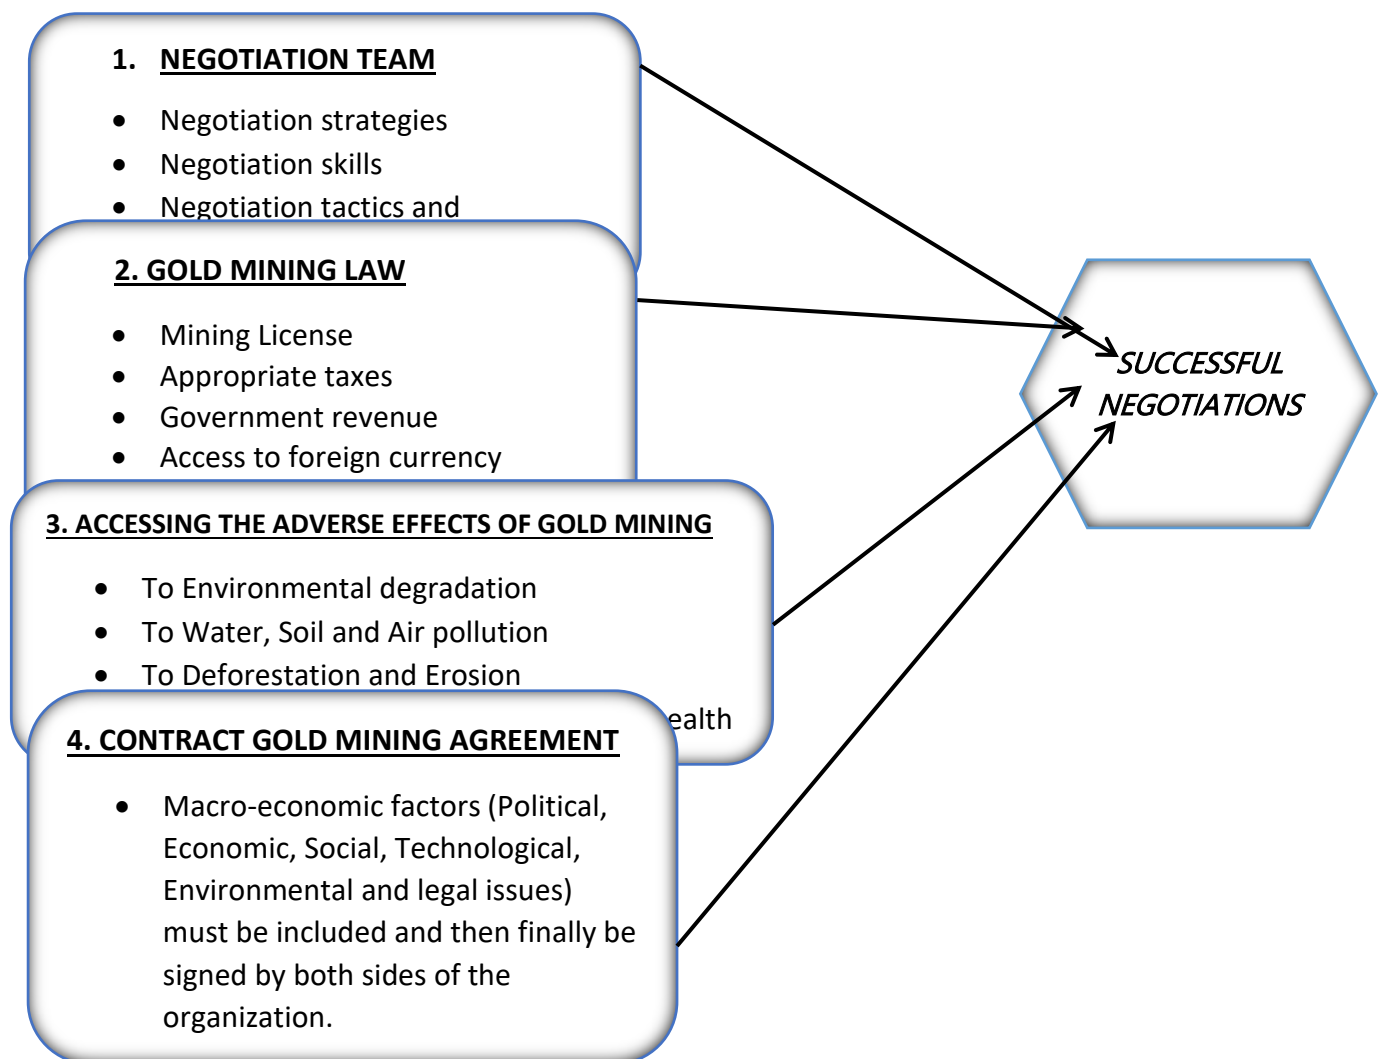 1. NEGOTIATION TEAM
• Negotiation strategies
• Negotiation skills
• Negotiation tactics and
2. GOLD MINING LAW
• Mining License
• Appropriate taxes
• Government revenue
• Access to foreign currency
3. ACCESSING THE ADVERSE EFFECTS OF GOLD MINING
• To Environmental degradation
• To Water, Soil and Air pollution
• To Deforestation and Erosion
ealth
4. CONTRACT GOLD MINING AGREEMENT
• Macro-economic factors (Political,
Economic, Social, Technological,
Environmental and legal issues)
must be included and then finally be
signed by both sides of the
organization.
SUCCESSFUL
NEGOTIATIONS